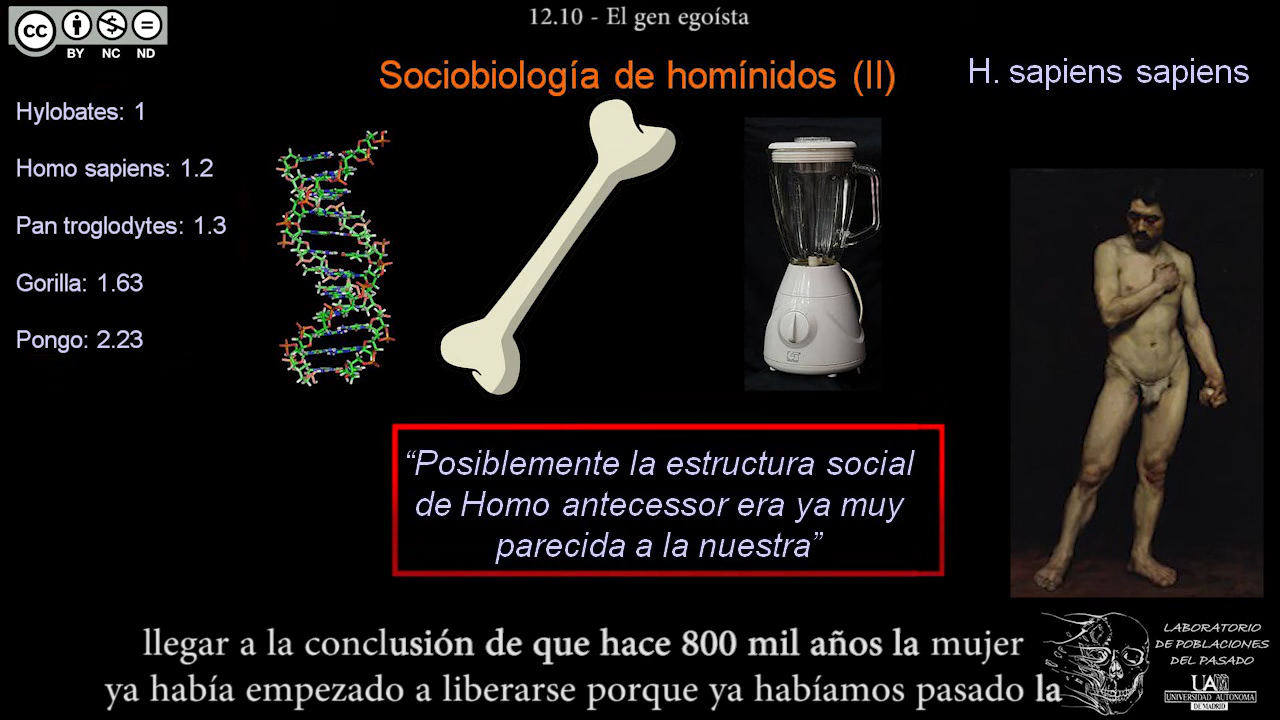 12.10 - El gen egoísta
CC
BY NC ND
Sociobiología de homínidos (II)
H. sapiens sapiens
Hylobates: 1
Homo sapiens: 1.2
Pan troglodytes: 1.3
Gorilla: 1.63
Pongo: 2.23
“Posiblemente la estructura social
de Homo antecessor era ya muy
parecida a la nuestra”
llegar a la conclusión de que hace 800 mil años la mujer
ya había empezado a liberarse porque ya habíamos pasado la
LABORATORIO
DE POBLACIONES
DEL PASADO
UAM
UNIVERSIDAD AUTONOMA
DE MADRID